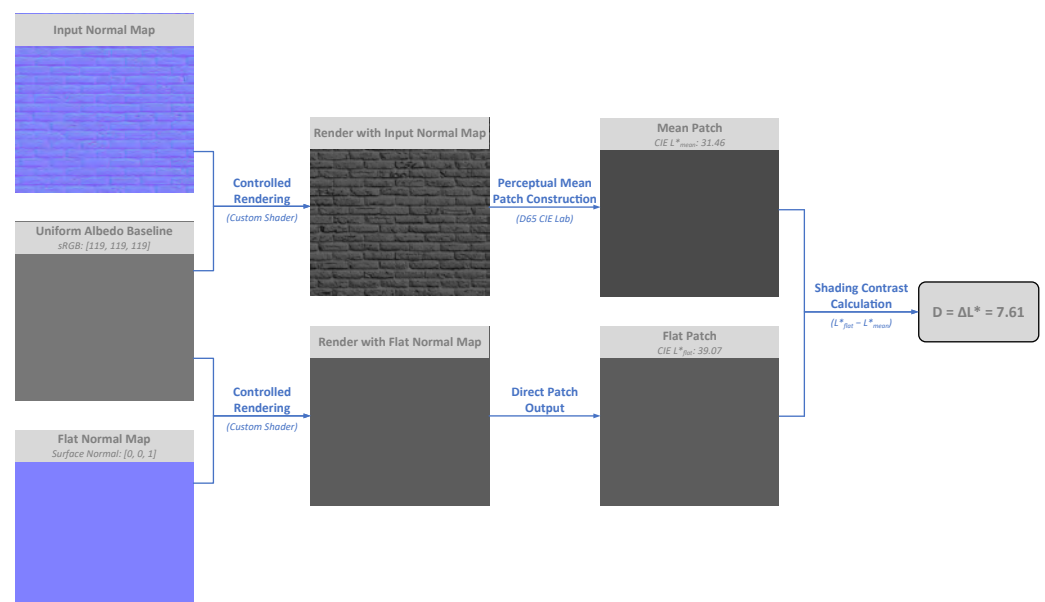 Input Normal Map
Uniform Albedo Baseline
sRGB: [119, 119, 119]
Flat Normal Map
Surface Normal: [0, 0, 1]
Controlled
Rendering
(Custom Shader)
Controlled
Rendering
(Custom Shader)
Render with Input Normal Map
Render with Flat Normal Map
Perceptual Mean
Patch Construction
(D65 CIE Lab)
Direct Patch
Output
Mean Patch
CIE L*mean: 31.46
Flat Patch
CIE L*flat: 39.07
Shading Contrast
Calculation
(L*flat – L*mean)
D = ΔL* = 7.61